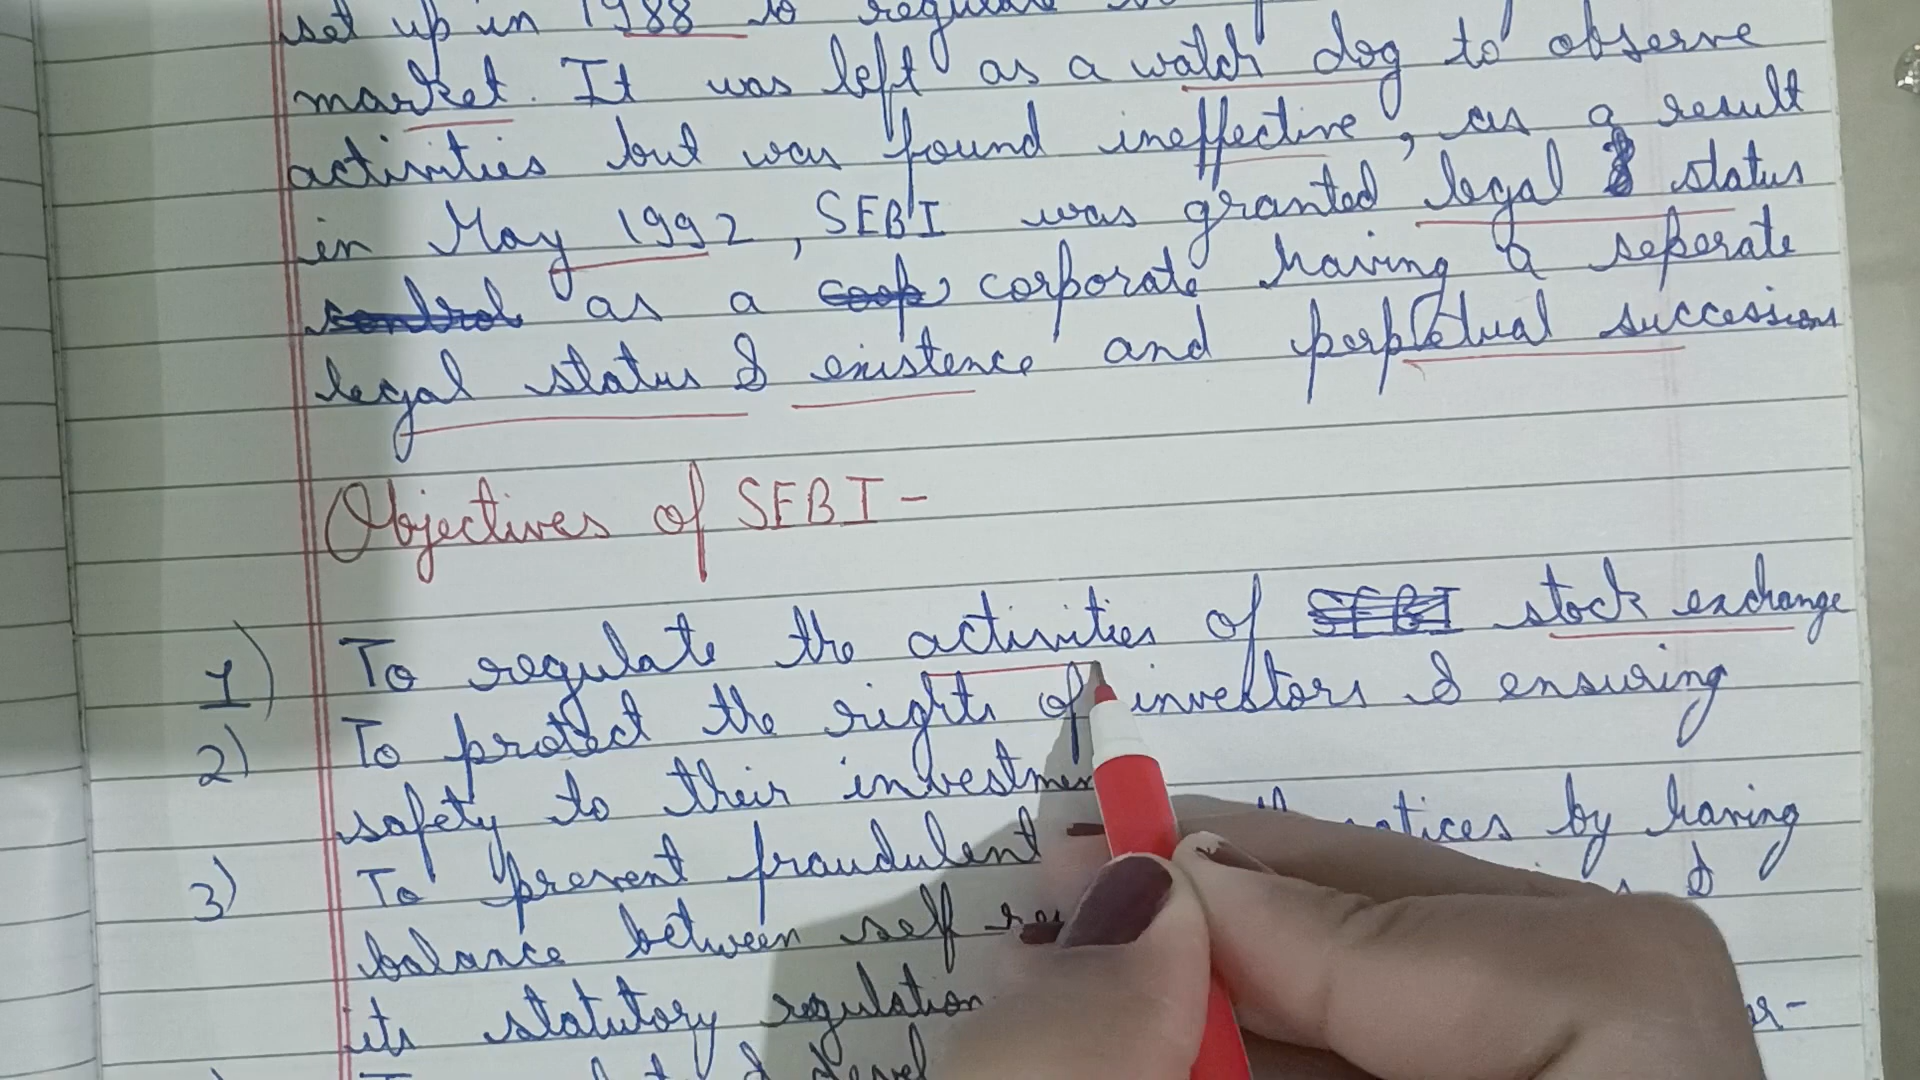 set up in 1988 to regulate
market. It was left as a watch dog to observe
activities but was found ineffective, as a result
in May 1992, SEBI was granted legal status
as a corporate having a seperate
legal status & existence and perpetual succession
Objectives of SEBI -
1) To regulate the activities of SEBI stock exchange
2) To protect the rights of investors & ensuring
safety to their investmen
3) To prevent fraudulent by having
balance between self &
its statutory regulation